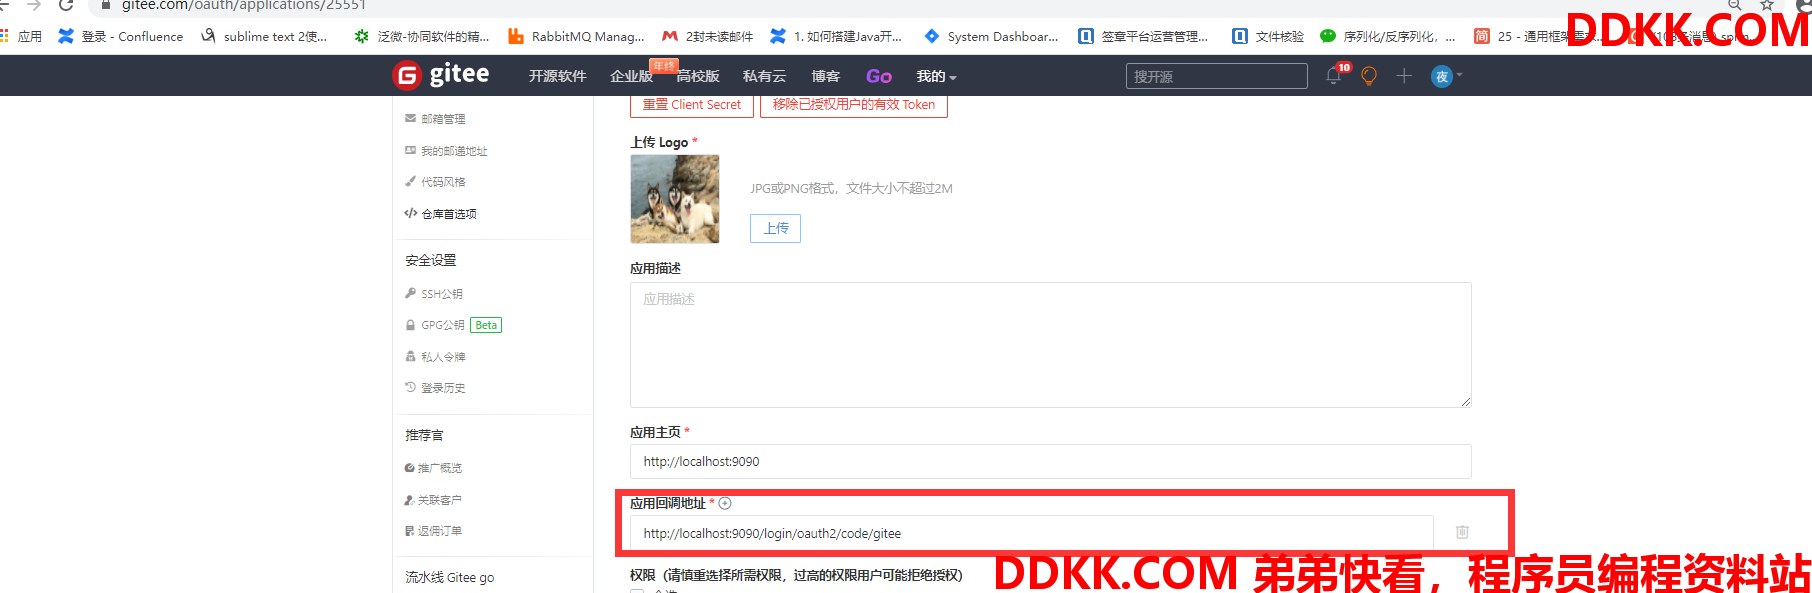 gitee.com/oauth/applications/25551
应用 登录 - Confluence sublime text 2使... 泛微-协同软件的精... RabbitMQ Manag... 2封未读邮件 1. 如何搭建Java开... System Dashboar... 签章平台运营管理... 文件核验 序列化/反序列化，... 25 - 通用框架需求...
DDKK.COM
gitee 开源软件 企业版 年终 高校版 私有云 博客 Go 我的 搜开源 10 夜
重置 Client Secret 移除已授权用户的有效 Token
邮箱管理
我的邮递地址
代码风格
仓库首选项
安全设置
SSH公钥
GPG公钥 Beta
私人令牌
登录历史
推荐官
推广概览
关联客户
返佣订单
流水线 Gitee go
上传 Logo *
JPG或PNG格式，文件大小不超过2M
上传
应用描述
应用描述
应用主页 *
http://localhost:9090
应用回调地址 *
http://localhost:9090/login/oauth2/code/gitee
权限（请慎重选择所需权限，过高的权限用户可能拒绝授权）
DDKK.COM 弟弟快看，程序员编程资料站